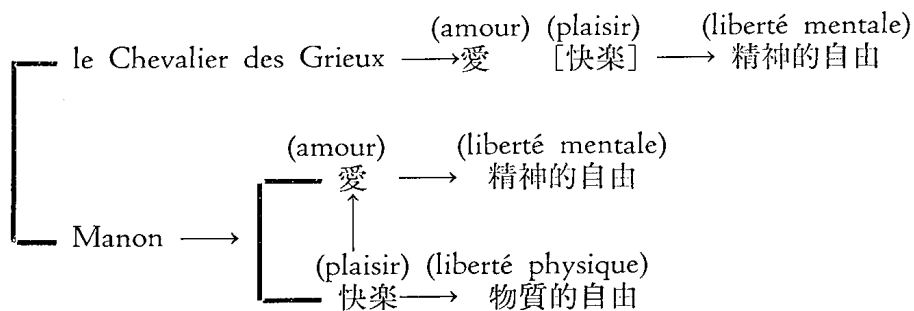 (amour) (plaisir) (liberté mentale)
le Chevalier des Grieux → 愛 [快楽] → 精神的自由
(amour) (liberté mentale)
愛 → 精神的自由
Manon →
(plaisir) (liberté physique)
快楽 → 物質的自由